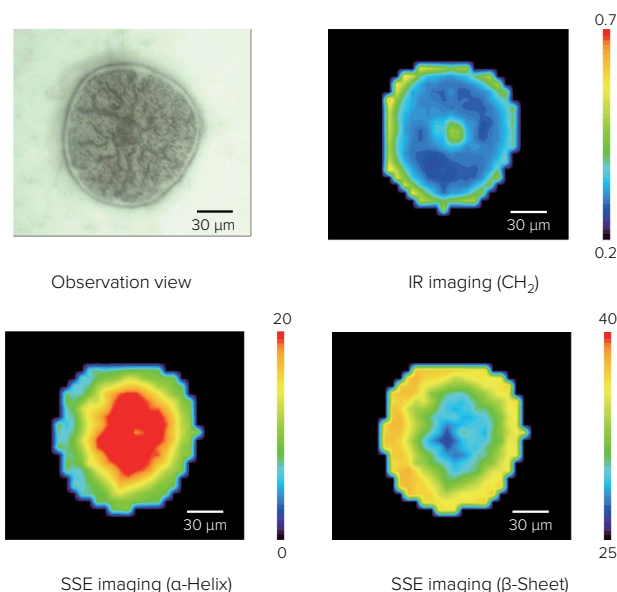 0.7
30 µm
30 µm
0.2
Observation view
IR imaging (CH₂)
20
40
30 µm
30 µm
0
25
SSE imaging (α-Helix)
SSE imaging (β-Sheet)